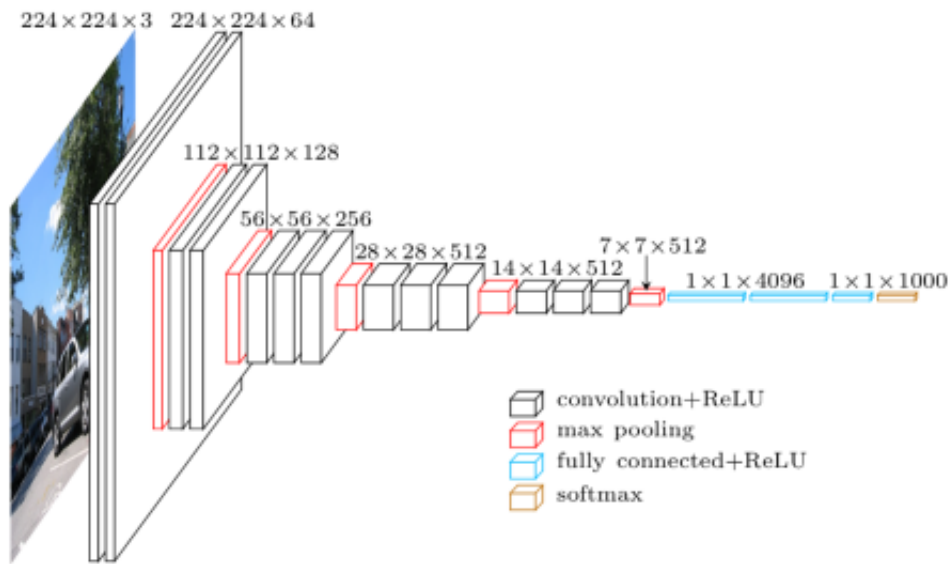 224×224×3
224×224×64
112×112×128
56×56×256
28×28×512
14×14×512
7×7×512
1×1×4096
1×1×1000
convolution+ReLU
max pooling
fully connected+ReLU
softmax